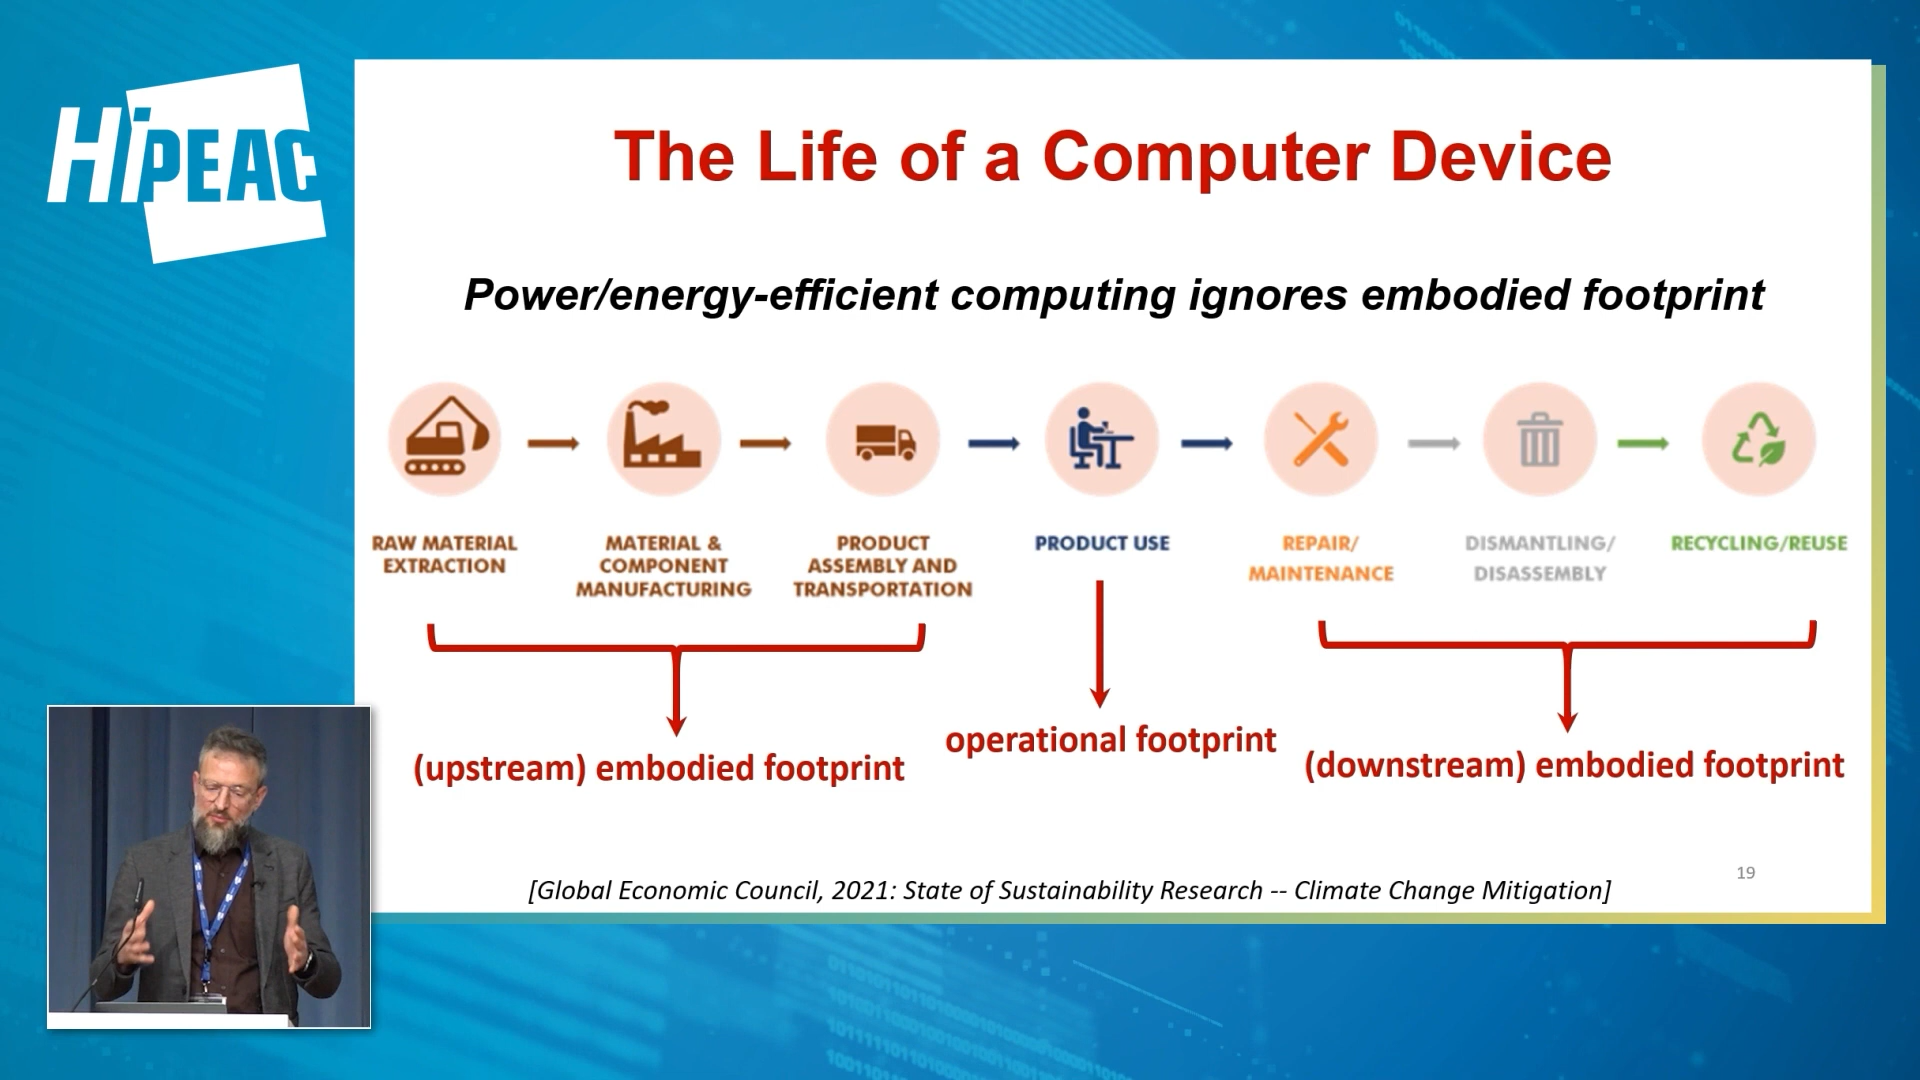 HiPEAC
The Life of a Computer Device
Power/energy-efficient computing ignores embodied footprint
RAW MATERIAL
EXTRACTION
MATERIAL &
COMPONENT
MANUFACTURING
PRODUCT
ASSEMBLY AND
TRANSPORTATION
PRODUCT USE
REPAIR/
MAINTENANCE
DISMANTLING/
DISASSEMBLY
RECYCLING/REUSE
(upstream) embodied footprint
operational footprint
(downstream) embodied footprint
[Global Economic Council, 2021: State of Sustainability Research -- Climate Change Mitigation]
19